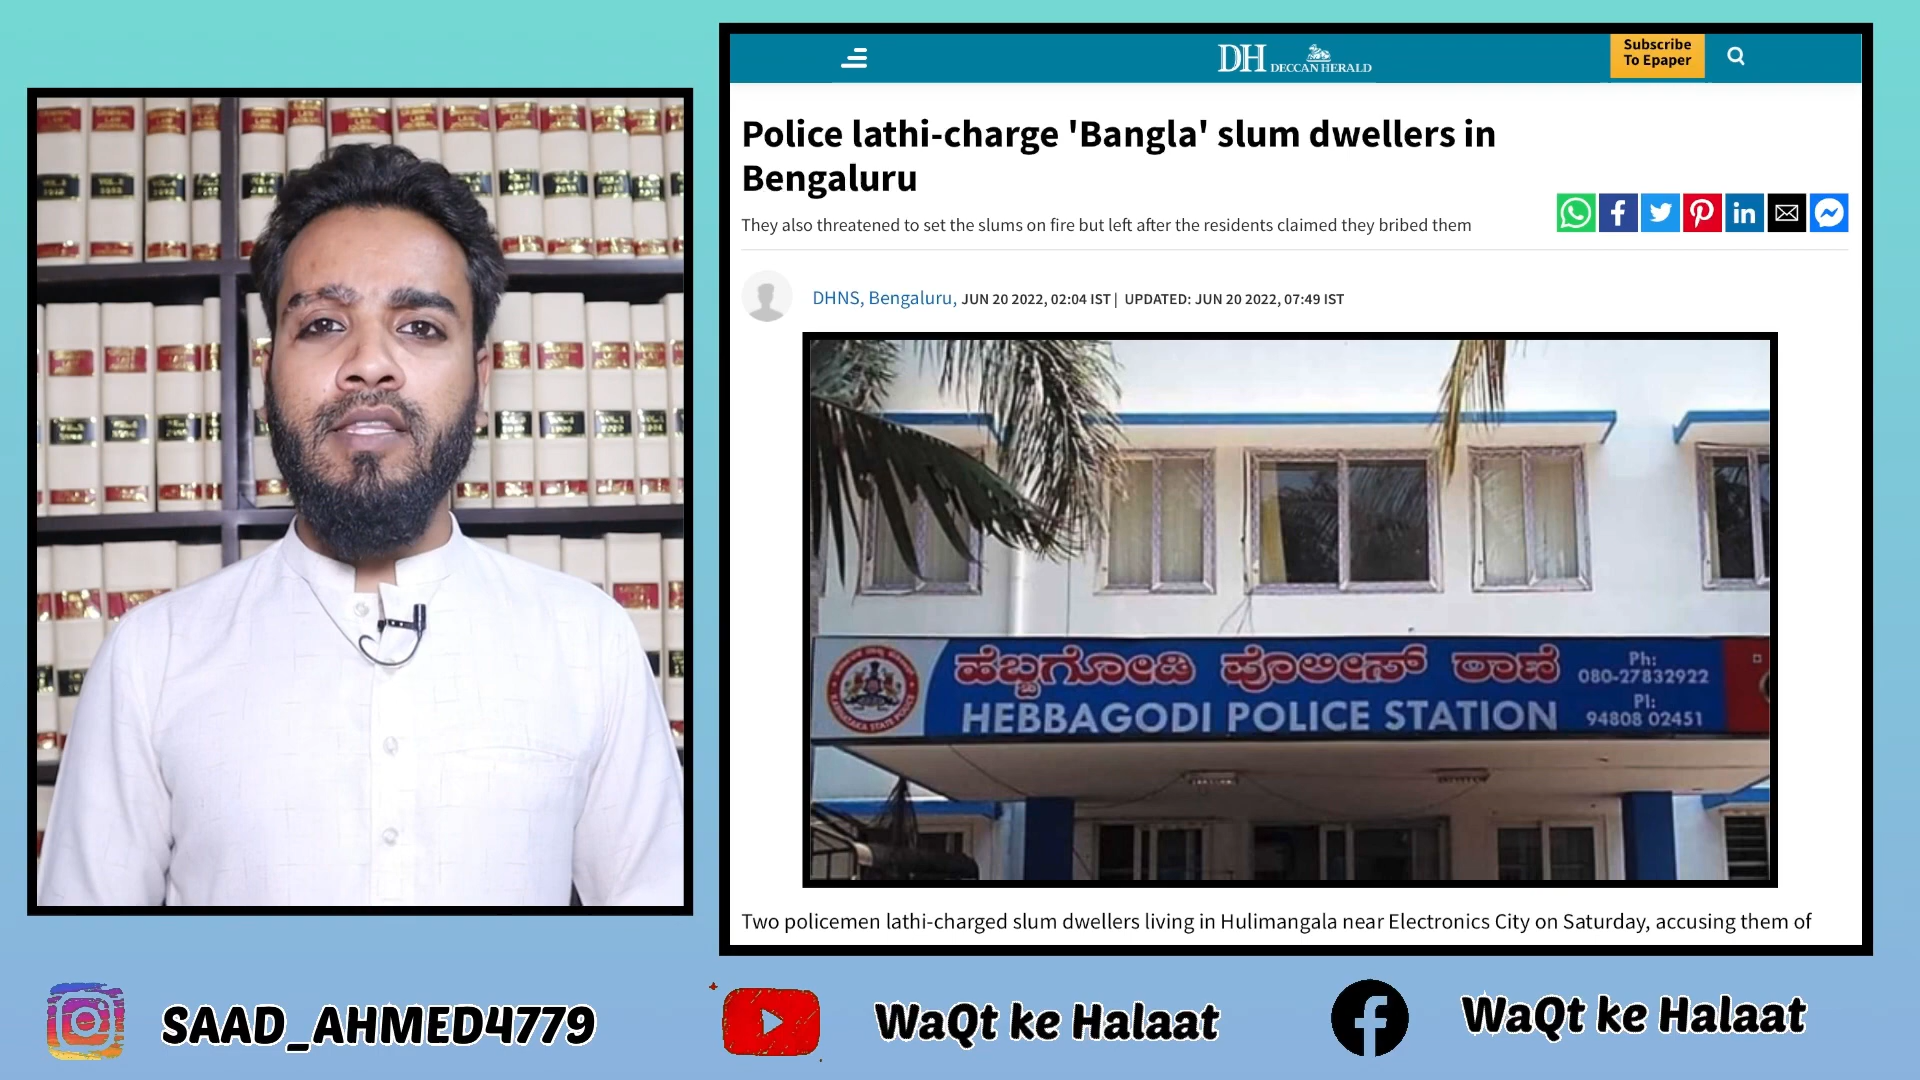 DH DECCAN HERALD
Subscribe
To Epaper
Police lathi-charge 'Bangla' slum dwellers in
Bengaluru
They also threatened to set the slums on fire but left after the residents claimed they bribed them
DHNS, Bengaluru, JUN 20 2022, 02:04 IST | UPDATED: JUN 20 2022, 07:49 IST
ಹೆಬ್ಬಗೋಡಿ ಪೊಲೀಸ್ ಠಾಣೆ
HEBBAGODI POLICE STATION
Ph:
080-27832922
PI:
94808 02451
Two policemen lathi-charged slum dwellers living in Hulimangala near Electronics City on Saturday, accusing them of
SAAD_AHMED4779
WaQt ke Halaat
WaQt ke Halaat